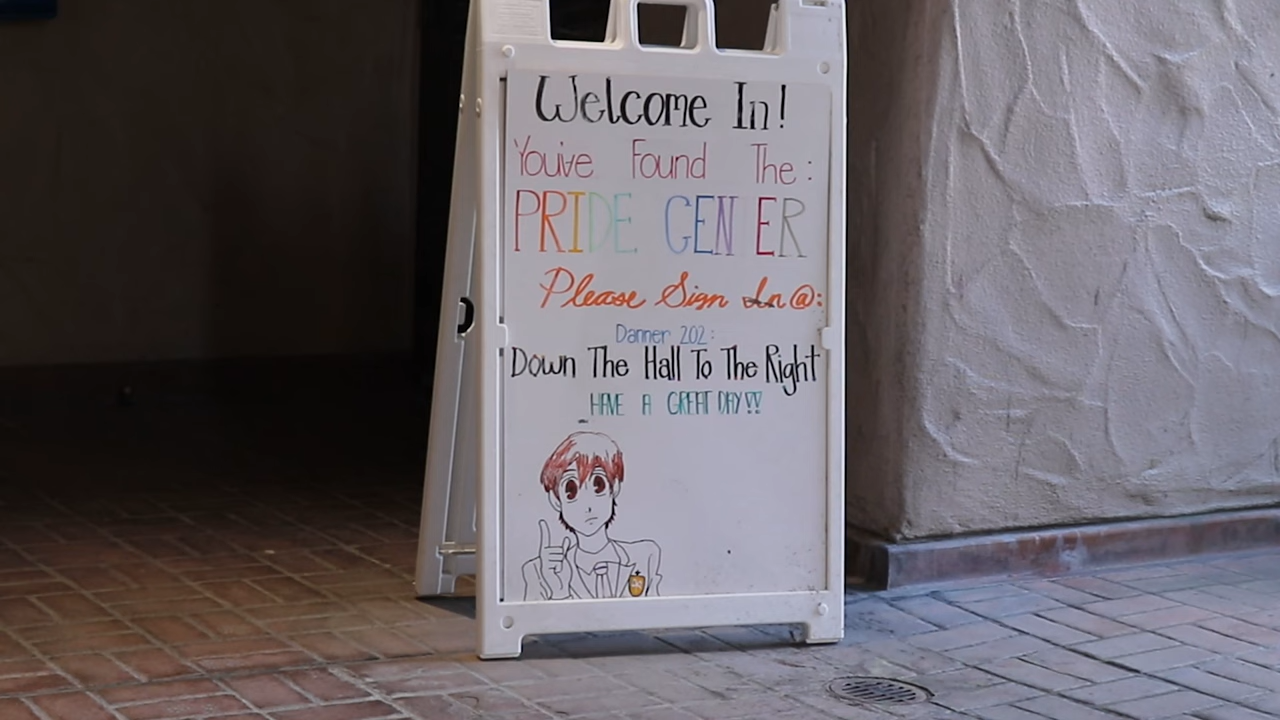 Welcome In!
You've Found The:
PRIDE CEN ER
Please Sign In @:
Danner 202:
Down The Hall To The Right
HAVE A GREAT DAY!!